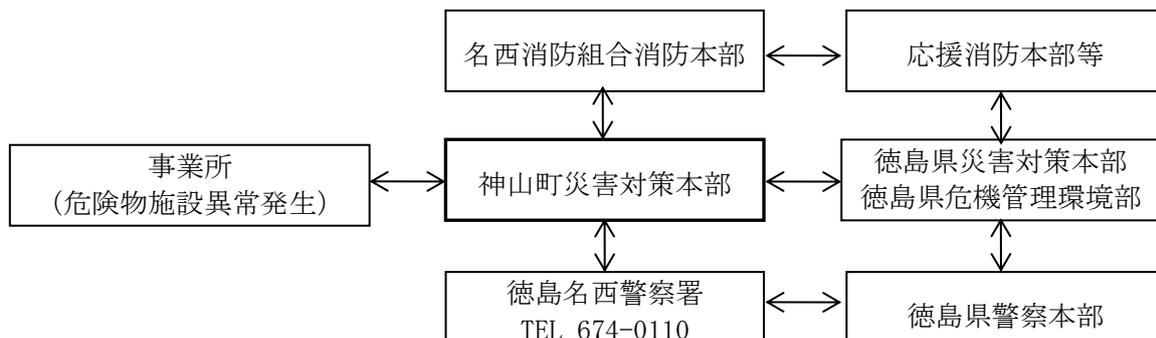 名西消防組合消防本部
応援消防本部等
事業所
（危険物施設異常発生）
神山町災害対策本部
徳島県災害対策本部
徳島県危機管理環境部
徳島名西警察署
TEL 674-0110
徳島県警察本部